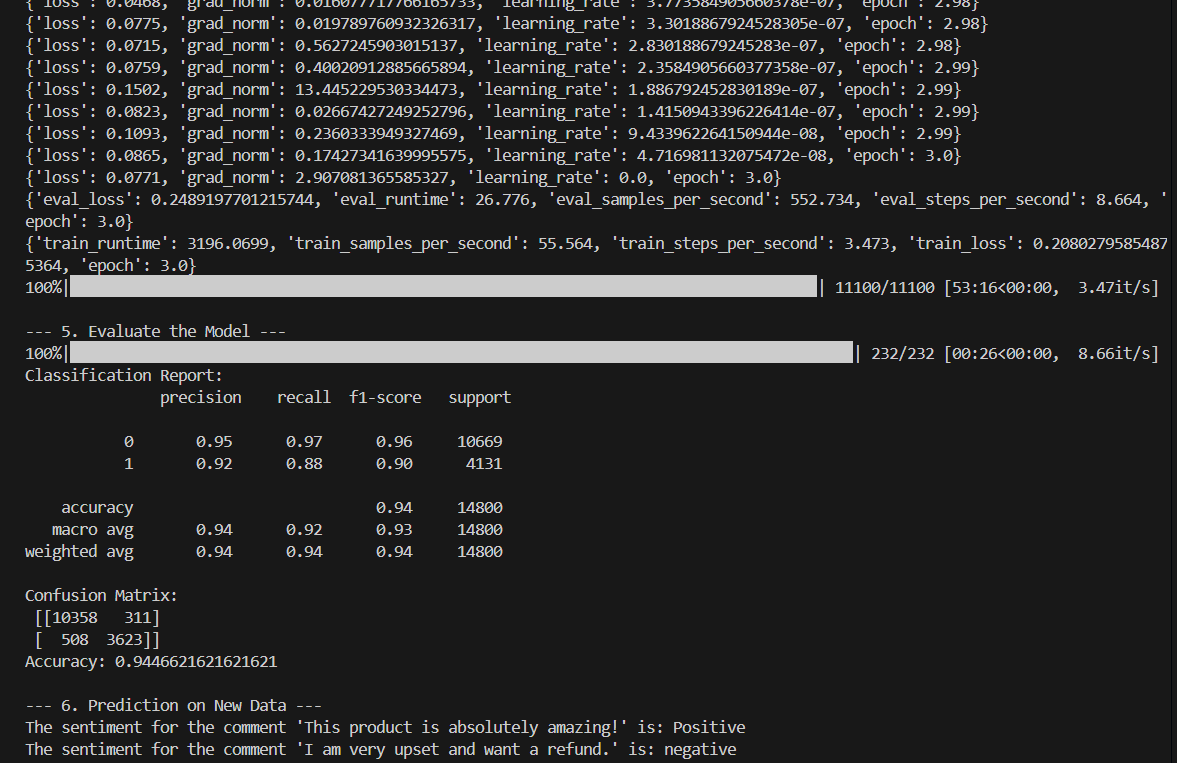 {'loss': 0.0468, 'grad_norm': 0.016077717766165733, 'learning_rate': 3.773584905660378e-07, 'epoch': 2.98}
{'loss': 0.0775, 'grad_norm': 0.019789760932326317, 'learning_rate': 3.3018867924528305e-07, 'epoch': 2.98}
{'loss': 0.0715, 'grad_norm': 0.5627245903015137, 'learning_rate': 2.830188679245283e-07, 'epoch': 2.98}
{'loss': 0.0759, 'grad_norm': 0.40020912885665894, 'learning_rate': 2.3584905660377358e-07, 'epoch': 2.99}
{'loss': 0.1502, 'grad_norm': 13.445229530334473, 'learning_rate': 1.886792452830189e-07, 'epoch': 2.99}
{'loss': 0.0823, 'grad_norm': 0.02667427249252796, 'learning_rate': 1.4150943396226414e-07, 'epoch': 2.99}
{'loss': 0.1093, 'grad_norm': 0.2360333949327469, 'learning_rate': 9.433962264150944e-08, 'epoch': 2.99}
{'loss': 0.0865, 'grad_norm': 0.17427341639995575, 'learning_rate': 4.716981132075472e-08, 'epoch': 3.0}
{'loss': 0.0771, 'grad_norm': 2.907081365585327, 'learning_rate': 0.0, 'epoch': 3.0}
{'eval_loss': 0.2489197701215744, 'eval_runtime': 26.776, 'eval_samples_per_second': 552.734, 'eval_steps_per_second': 8.664, '
epoch': 3.0}
{'train_runtime': 3196.0699, 'train_samples_per_second': 55.564, 'train_steps_per_second': 3.473, 'train_loss': 0.2080279585487
5364, 'epoch': 3.0}
100%| | 11100/11100 [53:16<00:00, 3.47it/s]
--- 5. Evaluate the Model ---
100%| | 232/232 [00:26<00:00, 8.66it/s]
Classification Report:
precision recall f1-score support
0 0.95 0.97 0.96 10669
1 0.92 0.88 0.90 4131
accuracy 0.94 14800
macro avg 0.94 0.92 0.93 14800
weighted avg 0.94 0.94 0.94 14800
Confusion Matrix:
[[10358 311]
[ 508 3623]]
Accuracy: 0.9446621621621621
--- 6. Prediction on New Data ---
The sentiment for the comment 'This product is absolutely amazing!' is: Positive
The sentiment for the comment 'I am very upset and want a refund.' is: negative